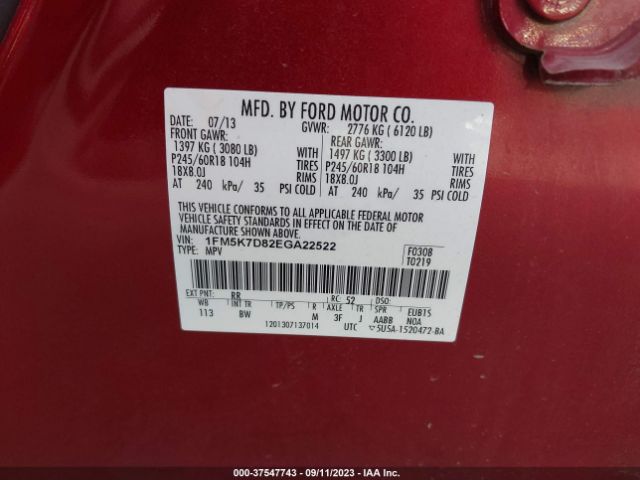 MFD. BY FORD MOTOR CO.
DATE: 07/13 GVWR: 2776 KG ( 6120 LB)
FRONT GAWR: REAR GAWR:
1397 KG ( 3080 LB) WITH 1497 KG ( 3300 LB) WITH
P245/60R18 104H TIRES P245/60R18 104H TIRES
18X8.0J RIMS 18X8.0J RIMS
AT 240 kPa/ 35 PSI COLD AT 240 kPa/ 35 PSI COLD
THIS VEHICLE CONFORMS TO ALL APPLICABLE FEDERAL MOTOR
VEHICLE SAFETY STANDARDS IN EFFECT ON THE DATE OF
MANUFACTURE SHOWN ABOVE.
VIN: 1FM5K7D82EGA22522 F0308
TYPE: MPV T0219
EXT PNT: RR RC: 52 DSO:
WB INT TR TP/PS R AXLE TR SPR EUB1S
113 BW M 3F J AABB NOA
1201307137014 UTC ▽5U5A-1520472-BA
000-37547743 - 09/11/2023 - COPYRIGHT IAA, LLC.